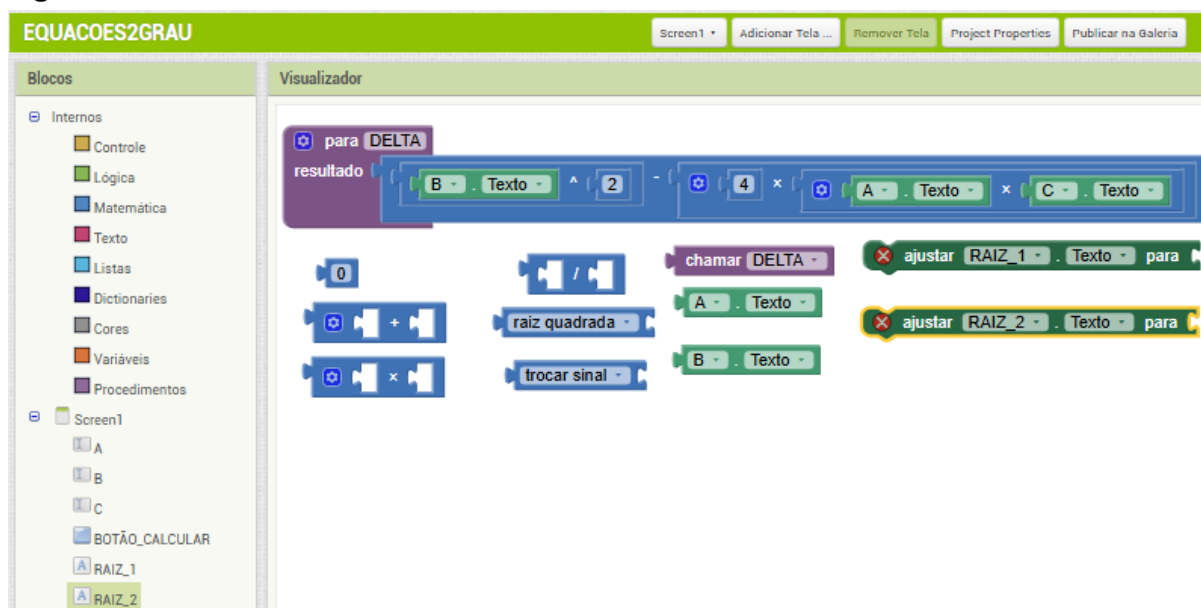 EQUACOES2GRAU
Screen1 Adicionar Tela ... Remover Tela Project Properties Publicar na Galeria
Blocos
Visualizador
Internos
Controle
Lógica
Matemática
Texto
Listas
Dictionaries
Cores
Variáveis
Procedimentos
Screen1
A
B
C
BOTÃO_CALCULAR
RAIZ_1
RAIZ_2
para DELTA
resultado B . Texto ^ 2 - 4 × A . Texto × C . Texto
0
+
×
/
raiz quadrada
trocar sinal
chamar DELTA
A . Texto
B . Texto
ajustar RAIZ_1 . Texto para
ajustar RAIZ_2 . Texto para